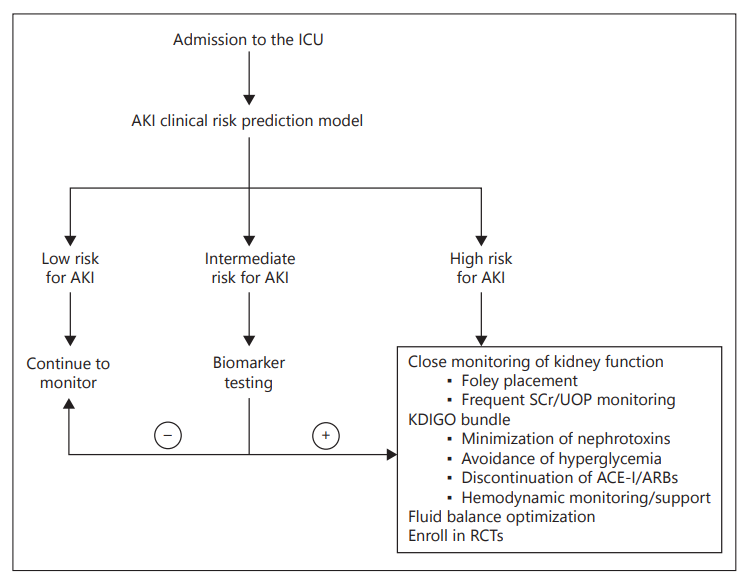 Admission to the ICU
AKI clinical risk prediction model
Low risk
for AKI
Intermediate
risk for AKI
High risk
for AKI
Continue to
monitor
Biomarker
testing
−
+
Close monitoring of kidney function
▪ Foley placement
▪ Frequent SCr/UOP monitoring
KDIGO bundle
▪ Minimization of nephrotoxins
▪ Avoidance of hyperglycemia
▪ Discontinuation of ACE-I/ARBs
▪ Hemodynamic monitoring/support
Fluid balance optimization
Enroll in RCTs